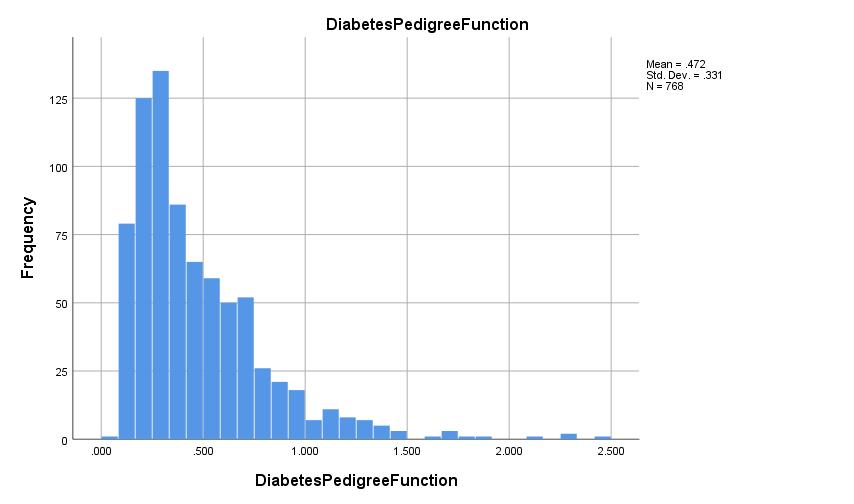 DiabetesPedigreeFunction
Mean = .472
Std. Dev. = .331
N = 768
Frequency
125
100
75
50
25
0
.000 .500 1.000 1.500 2.000 2.500
DiabetesPedigreeFunction